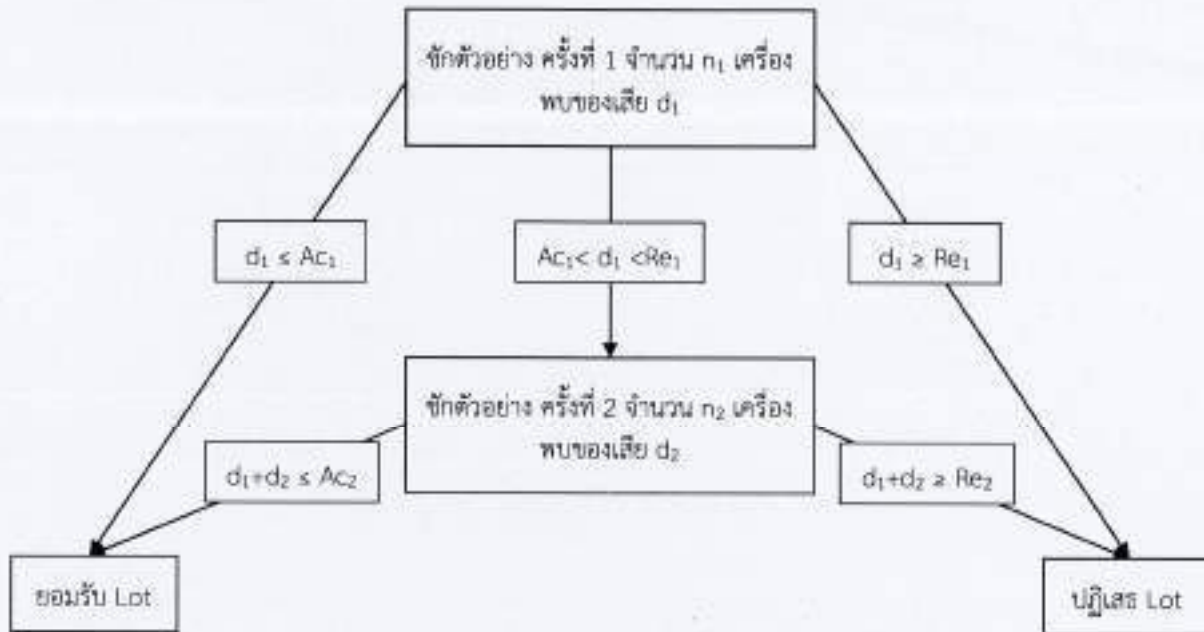 ชักตัวอย่าง ครั้งที่ 1 จำนวน n₁ เครื่อง
พบของเสีย d₁
d₁ ≤ Ac₁
Ac₁< d₁ <Re₁
d₁ ≥ Re₁
ชักตัวอย่าง ครั้งที่ 2 จำนวน n₂ เครื่อง
พบของเสีย d₂
d₁+d₂ ≤ Ac₂
d₁+d₂ ≥ Re₂
ยอมรับ Lot
ปฏิเสธ Lot